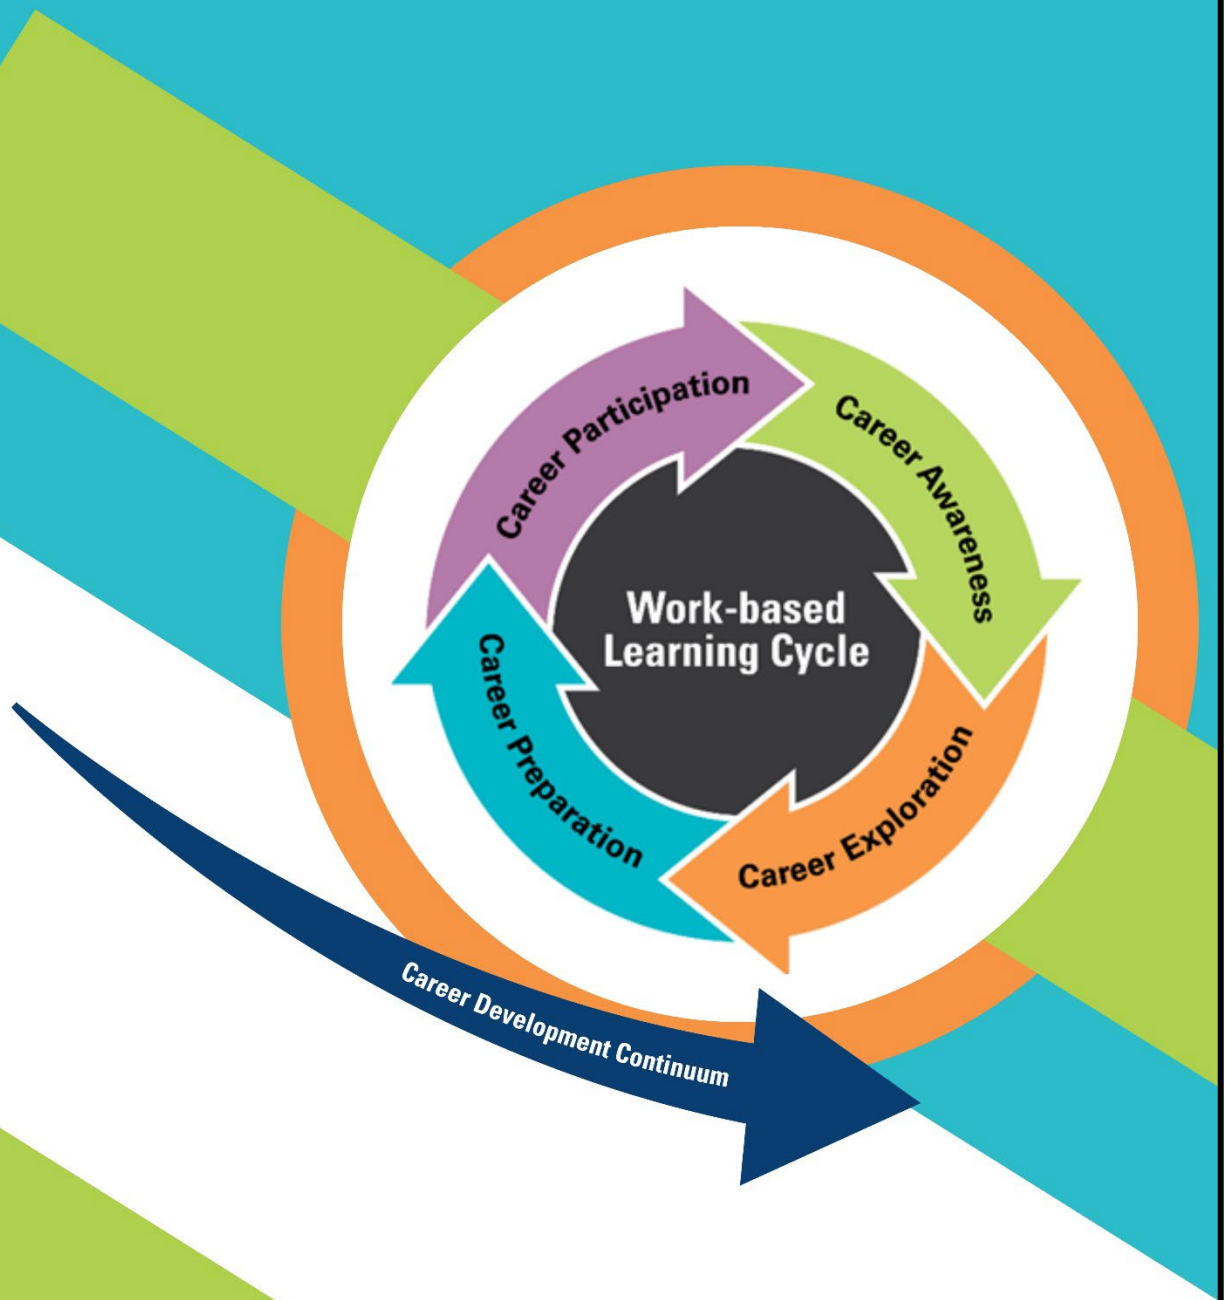 Career Participation
Career Awareness
Work-based
Learning Cycle
Career Preparation
Career Exploration
Career Development Continuum